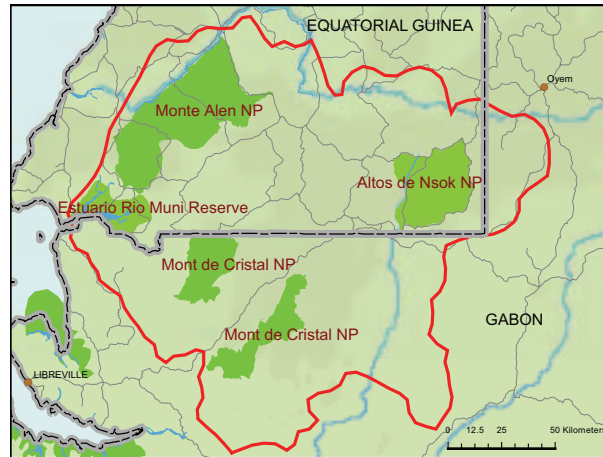 EQUATORIAL GUINEA
Oyem
Monte Alen NP
Altos de Nsok NP
Estuario Rio Muni Reserve
Mont de Cristal NP
Mont de Cristal NP
GABON
LIBREVILLE
0 12.5 25 50 Kilometers